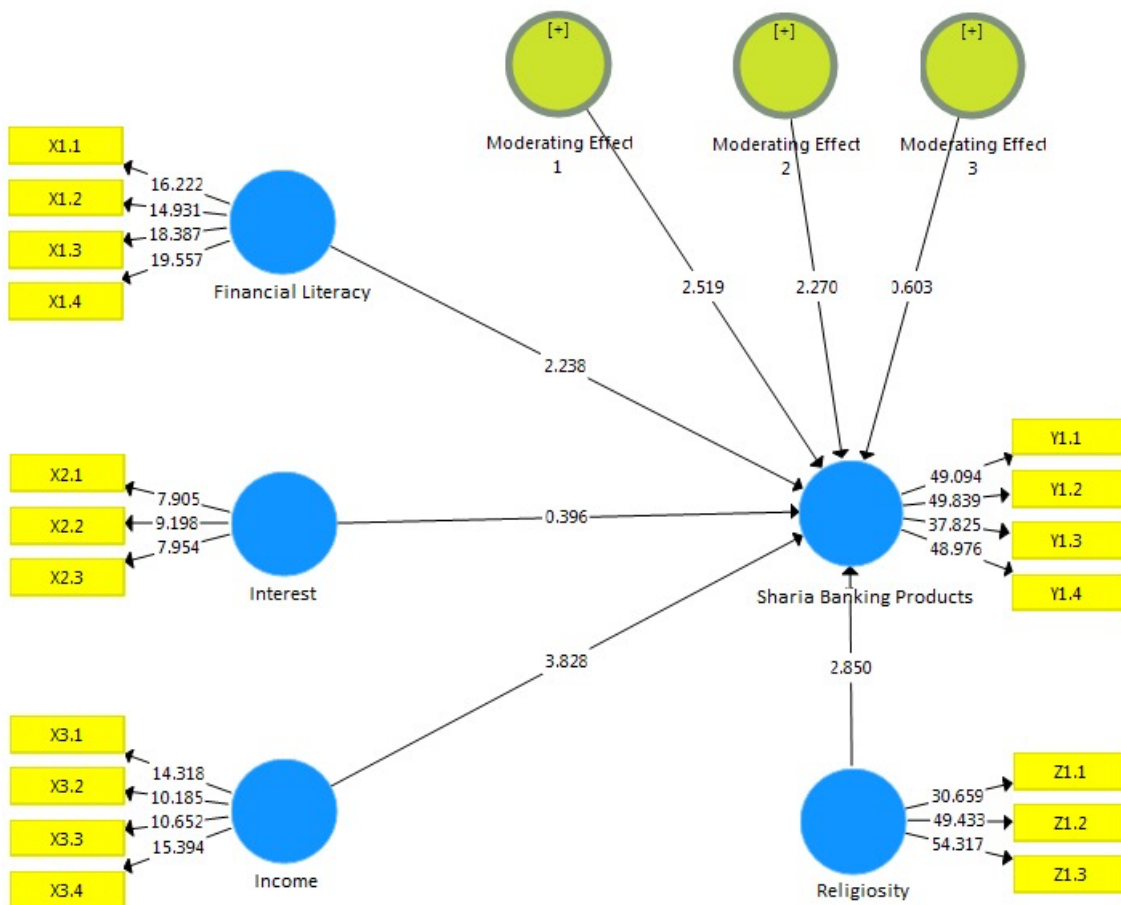 [+]
[+]
[+]
Moderating Effect
1
Moderating Effect
2
Moderating Effect
3
X1.1
X1.2
X1.3
X1.4
16.222
14.931
18.387
19.557
Financial Literacy
2.519
2.270
0.603
2.238
X2.1
X2.2
X2.3
7.905
9.198
7.954
Interest
0.396
Y1.1
Y1.2
Y1.3
Y1.4
49.094
49.839
37.825
48.976
Sharia Banking Products
3.828
2.850
X3.1
X3.2
X3.3
X3.4
14.318
10.185
10.652
15.394
Income
Z1.1
Z1.2
Z1.3
30.659
49.433
54.317
Religiosity